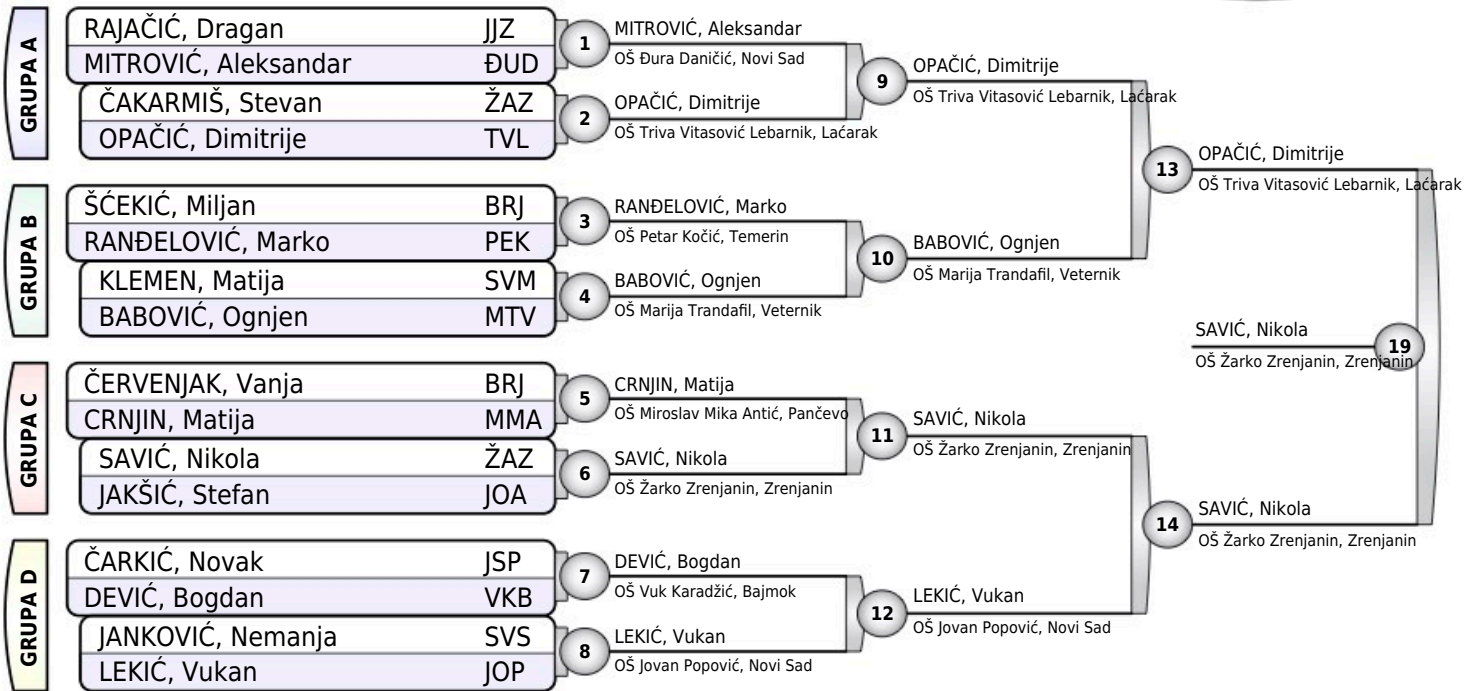 GRUPA A
RAJAČIĆ, Dragan JJZ
MITROVIĆ, Aleksandar ĐUD
ČAKARMIŠ, Stevan ŽAZ
OPAČIĆ, Dimitrije TVL
GRUPA B
ŠĆEKIĆ, Miljan BRJ
RANĐELOVIĆ, Marko PEK
KLEMEN, Matija SVM
BABOVIĆ, Ognjen MTV
GRUPA C
ČERVENJAK, Vanja BRJ
CRNJIN, Matija MMA
SAVIĆ, Nikola ŽAZ
JAKŠIĆ, Stefan JOA
GRUPA D
ČARKIĆ, Novak JSP
DEVIĆ, Bogdan VKB
JANKOVIĆ, Nemanja SVS
LEKIĆ, Vukan JOP
1
MITROVIĆ, Aleksandar
OŠ Đura Daničić, Novi Sad
2
OPAČIĆ, Dimitrije
OŠ Triva Vitasović Lebarnik, Laćarak
3
RANĐELOVIĆ, Marko
OŠ Petar Kočić, Temerin
4
BABOVIĆ, Ognjen
OŠ Marija Trandafil, Veternik
5
CRNJIN, Matija
OŠ Miroslav Mika Antić, Pančevo
6
SAVIĆ, Nikola
OŠ Žarko Zrenjanin, Zrenjanin
7
DEVIĆ, Bogdan
OŠ Vuk Karadžić, Bajmok
8
LEKIĆ, Vukan
OŠ Jovan Popović, Novi Sad
9
OPAČIĆ, Dimitrije
OŠ Triva Vitasović Lebarnik, Laćarak
10
BABOVIĆ, Ognjen
OŠ Marija Trandafil, Veternik
11
SAVIĆ, Nikola
OŠ Žarko Zrenjanin, Zrenjanin
12
LEKIĆ, Vukan
OŠ Jovan Popović, Novi Sad
13
OPAČIĆ, Dimitrije
OŠ Triva Vitasović Lebarnik, Laćarak
14
SAVIĆ, Nikola
OŠ Žarko Zrenjanin, Zrenjanin
19
SAVIĆ, Nikola
OŠ Žarko Zrenjanin, Zrenjanin